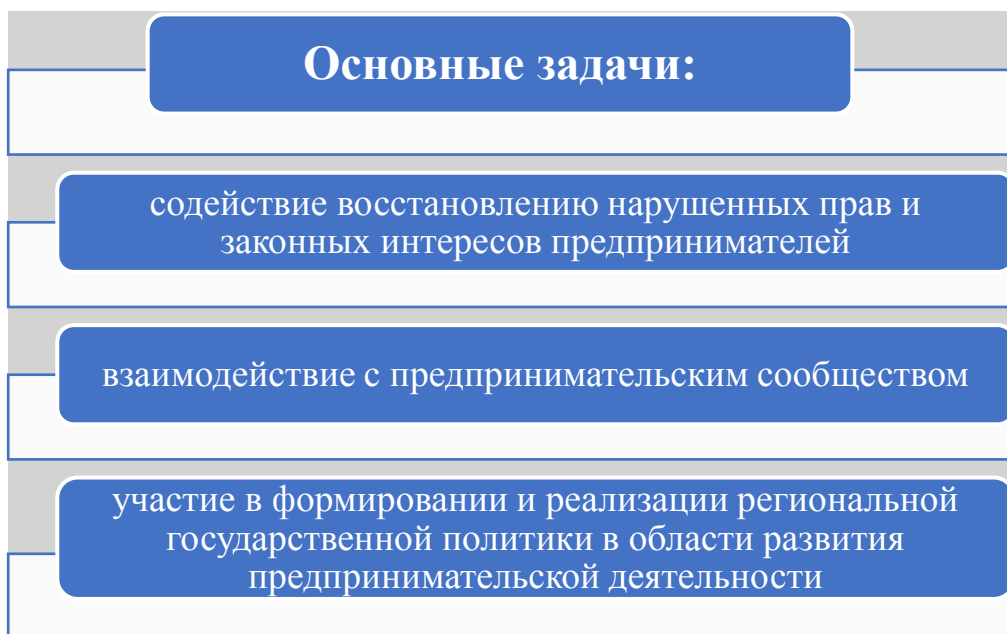 Основные задачи:
содействие восстановлению нарушенных прав и
законных интересов предпринимателей
взаимодействие с предпринимательским сообществом
участие в формировании и реализации региональной
государственной политики в области развития
предпринимательской деятельности